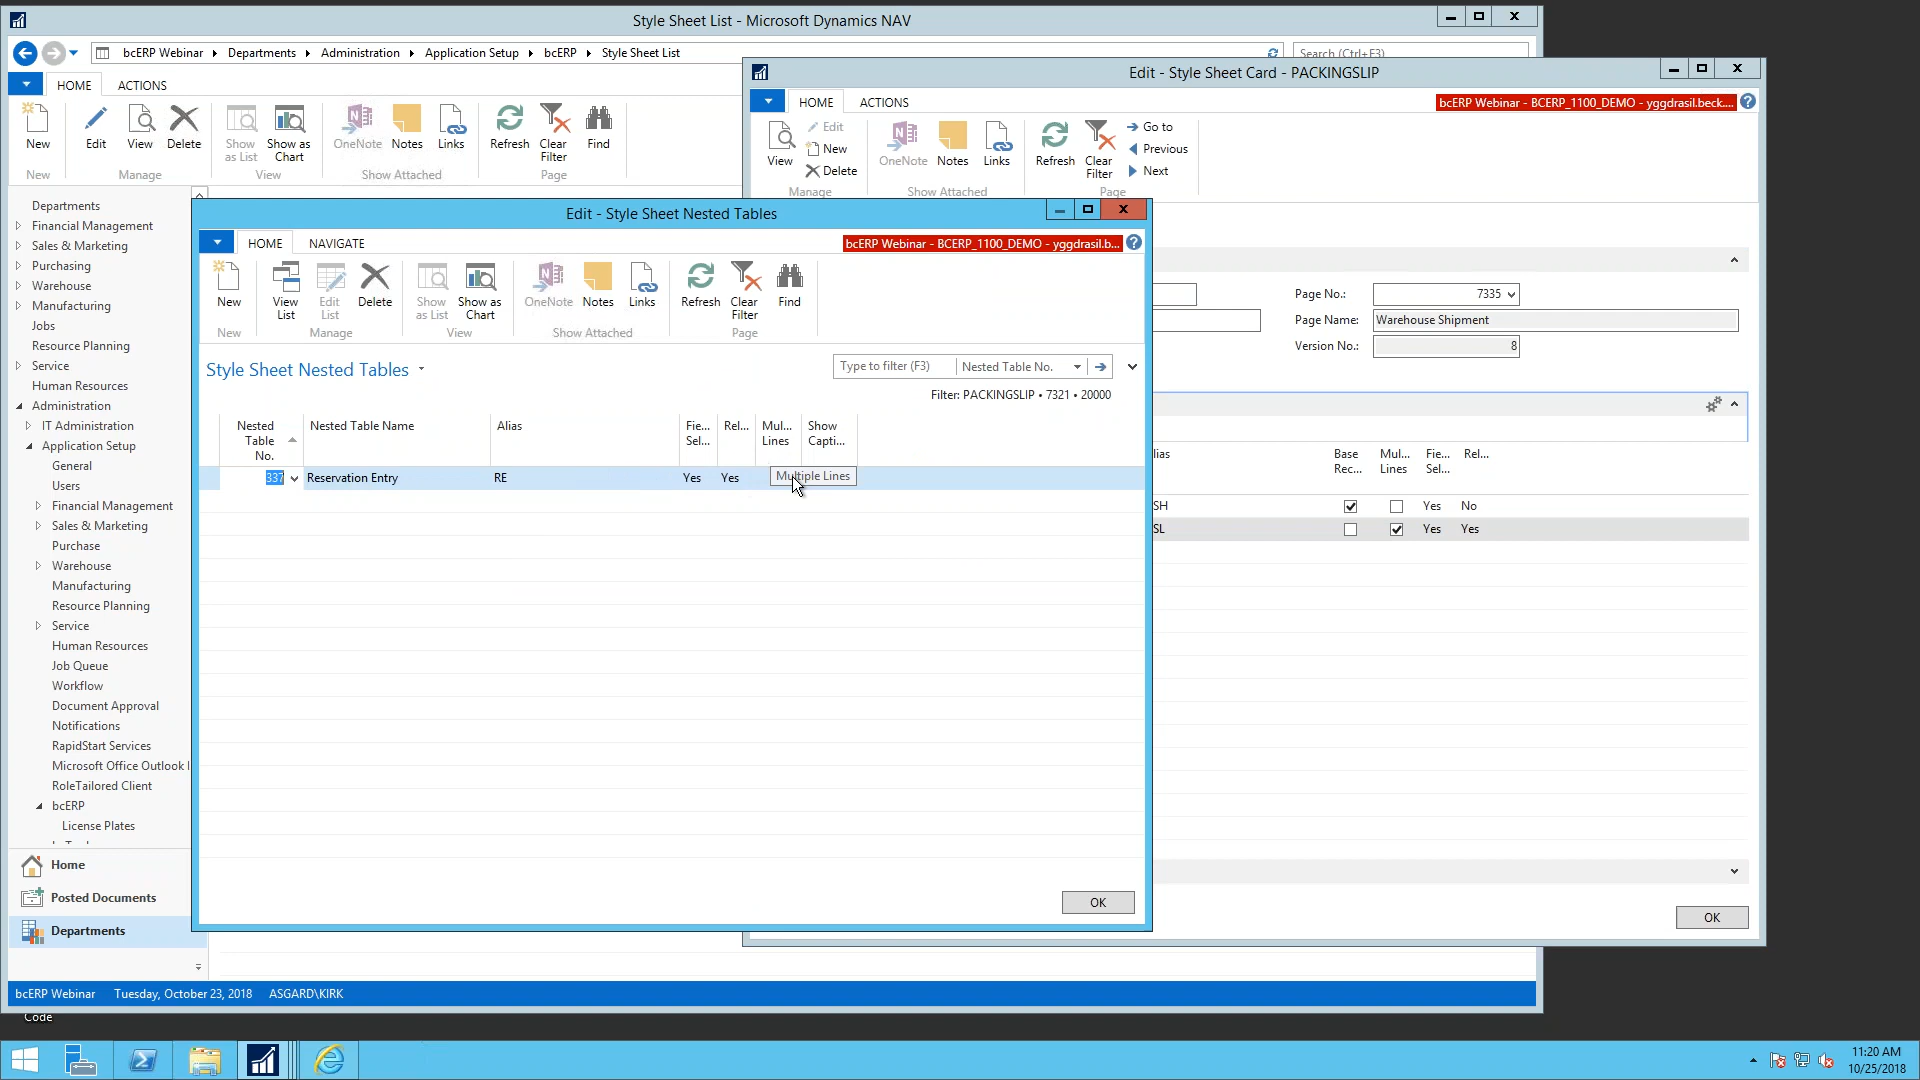 Style Sheet List - Microsoft Dynamics NAV
bcERP Webinar
Departments
Administration
Application Setup
bcERP
Style Sheet List
Search (Ctrl+F3)
HOME
ACTIONS
New
Edit
View
Delete
Show as List
Show as Chart
OneNote
Notes
Links
Refresh
Clear Filter
Find
New
Manage
View
Show Attached
Page
Edit - Style Sheet Card - PACKINGSLIP
HOME
ACTIONS
bcERP Webinar - BCERP_1100_DEMO - yggdrasil.beck....
View
Edit
New
Delete
OneNote
Notes
Links
Refresh
Clear Filter
Go to
Previous
Next
Manage
Show Attached
Page
Page No.:
7335
Page Name:
Warehouse Shipment
Version No.:
8
lias
Base Rec...
Mul... Lines
Fie... Sel...
Rel...
SH
Yes
No
SL
Yes
Yes
OK
Departments
Financial Management
Sales & Marketing
Purchasing
Warehouse
Manufacturing
Jobs
Resource Planning
Service
Human Resources
Administration
IT Administration
Application Setup
General
Users
Financial Management
Sales & Marketing
Purchase
Warehouse
Manufacturing
Resource Planning
Service
Human Resources
Job Queue
Workflow
Document Approval
Notifications
RapidStart Services
Microsoft Office Outlook I
RoleTailored Client
bcERP
License Plates
Home
Posted Documents
Departments
Edit - Style Sheet Nested Tables
HOME
NAVIGATE
bcERP Webinar - BCERP_1100_DEMO - yggdrasil.b...
New
View List
Edit List
Delete
Show as List
Show as Chart
OneNote
Notes
Links
Refresh
Clear Filter
Find
New
Manage
View
Show Attached
Page
Style Sheet Nested Tables
Type to filter (F3)
Nested Table No.
Filter: PACKINGSLIP • 7321 • 20000
Nested Table No.
Nested Table Name
Alias
Fie... Sel...
Rel...
Mul... Lines
Show Capti...
337
Reservation Entry
RE
Yes
Yes
Multiple Lines
OK
bcERP Webinar
Tuesday, October 23, 2018
ASGARD\KIRK
Code
11:20 AM
10/25/2018